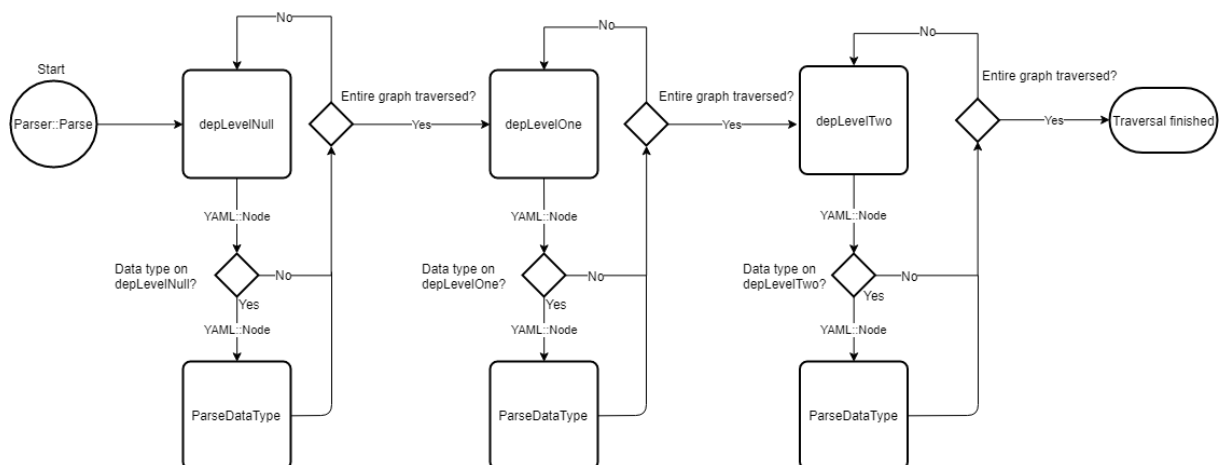 No
No
No
Start
Entire graph traversed?
Entire graph traversed?
Entire graph traversed?
Parser::Parse
depLevelNull
Yes
depLevelOne
Yes
depLevelTwo
Yes
Traversal finished
YAML::Node
YAML::Node
YAML::Node
Data type on
depLevelNull?
No
Yes
Data type on
depLevelOne?
No
Yes
Data type on
depLevelTwo?
No
Yes
YAML::Node
YAML::Node
YAML::Node
ParseDataType
ParseDataType
ParseDataType